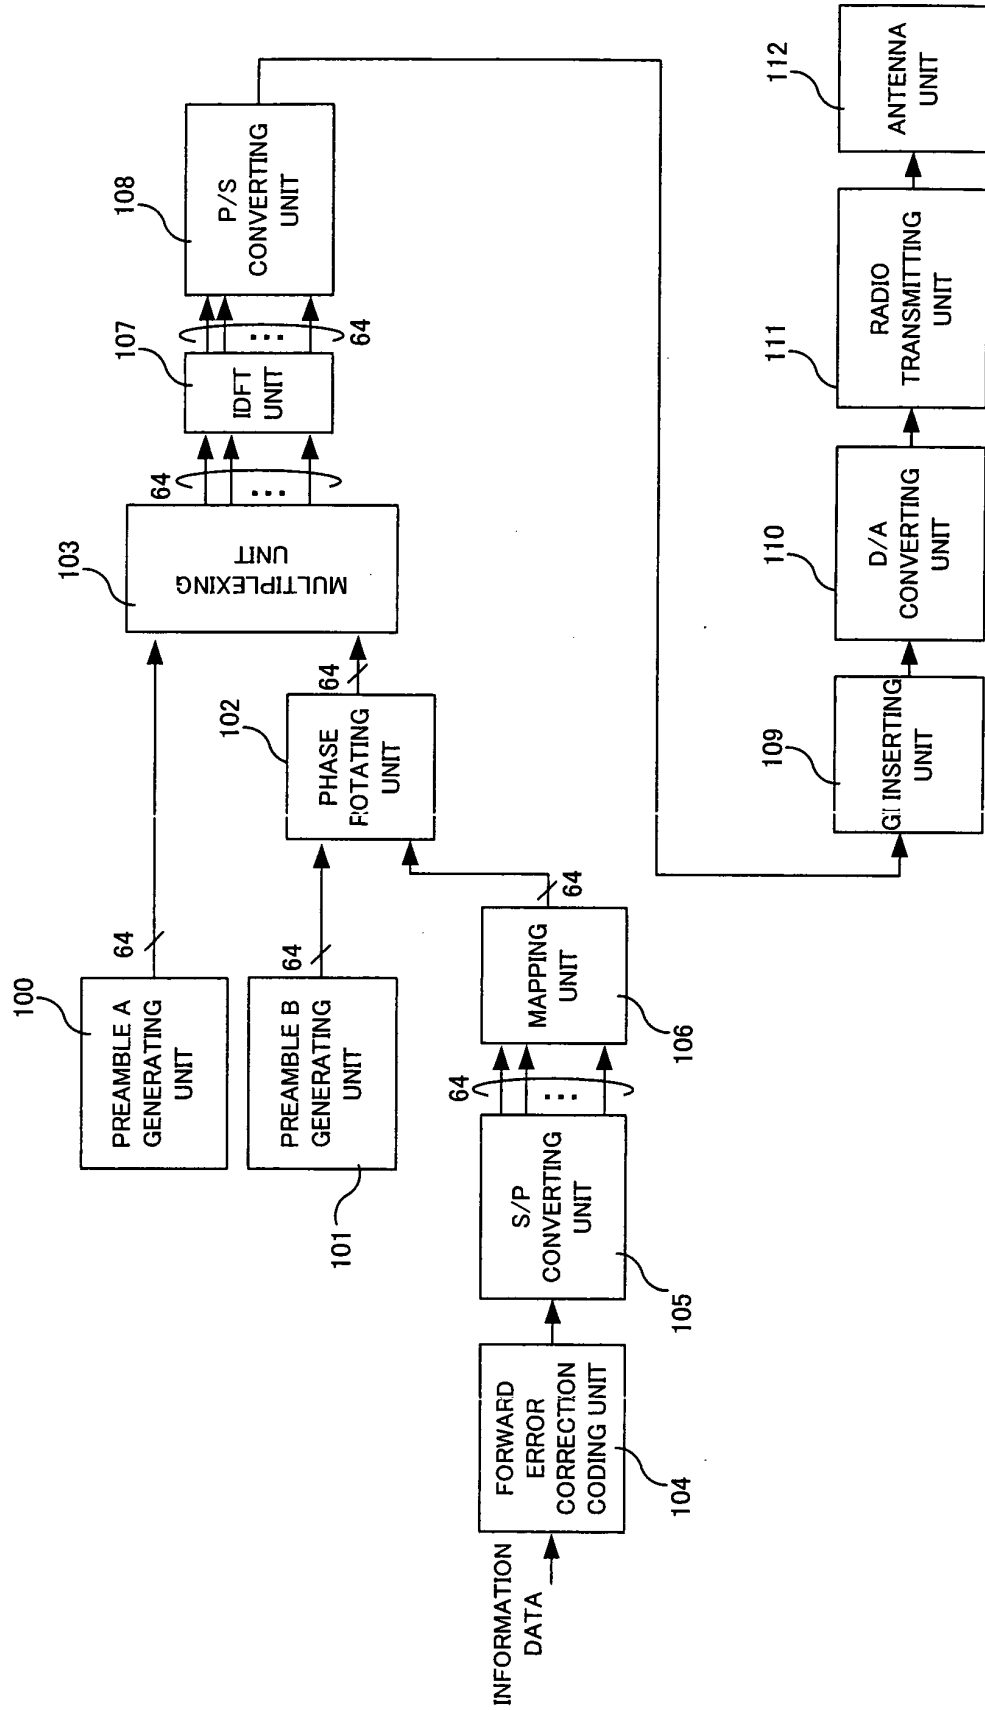 100
PREAMBLE A
GENERATING
UNIT
64
101
PREAMBLE B
GENERATING
UNIT
64
INFORMATION
DATA
104
FORWARD
ERROR
CORRECTION
CODING UNIT
105
S/P
CONVERTING
UNIT
64
...
106
MAPPING
UNIT
64
102
PHASE
ROTATING
UNIT
64
103
MULTIPLEXING
UNIT
64
...
107
IDFT
UNIT
64
...
108
P/S
CONVERTING
UNIT
109
GI INSERTING
UNIT
110
D/A
CONVERTING
UNIT
111
RADIO
TRANSMITTING
UNIT
112
ANTENNA
UNIT